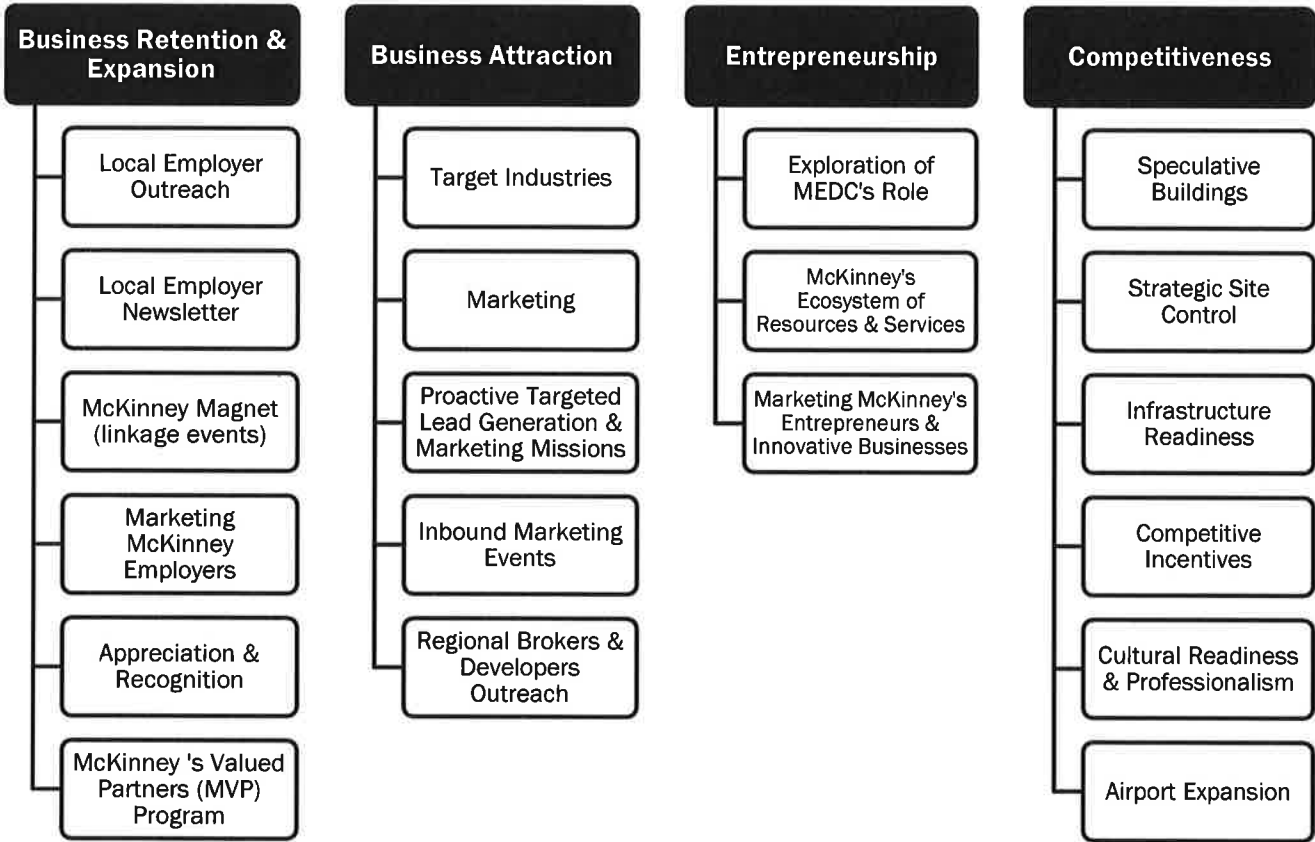 Business Retention &
Expansion
Local Employer
Outreach
Local Employer
Newsletter
McKinney Magnet
(linkage events)
Marketing
McKinney
Employers
Appreciation &
Recognition
McKinney 's Valued
Partners (MVP)
Program
Business Attraction
Target Industries
Marketing
Proactive Targeted
Lead Generation &
Marketing Missions
Inbound Marketing
Events
Regional Brokers &
Developers
Outreach
Entrepreneurship
Exploration of
MEDC's Role
McKinney's
Ecosystem of
Resources & Services
Marketing McKinney's
Entrepreneurs &
Innovative Businesses
Competitiveness
Speculative
Buildings
Strategic Site
Control
Infrastructure
Readiness
Competitive
Incentives
Cultural Readiness
& Professionalism
Airport Expansion